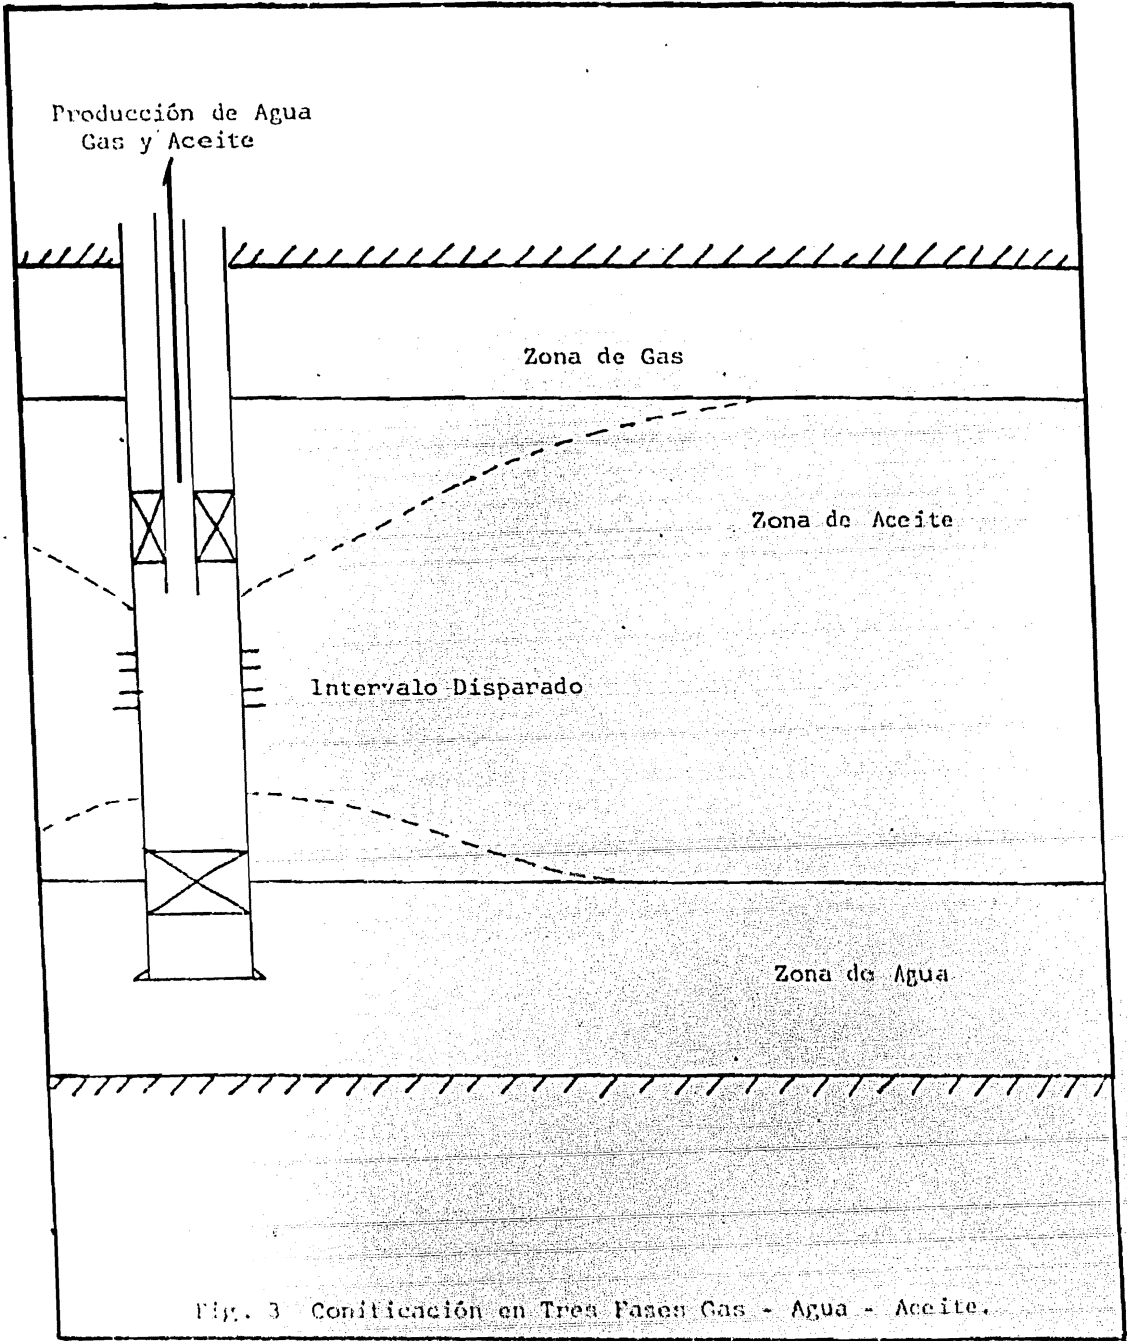 Producción de Agua
Gas y Aceite
Zona de Gas
Zona de Aceite
Intervalo Disparado
Zona de Agua
Fig. 3 Conificación en Tres Fases Gas - Agua - Aceite.